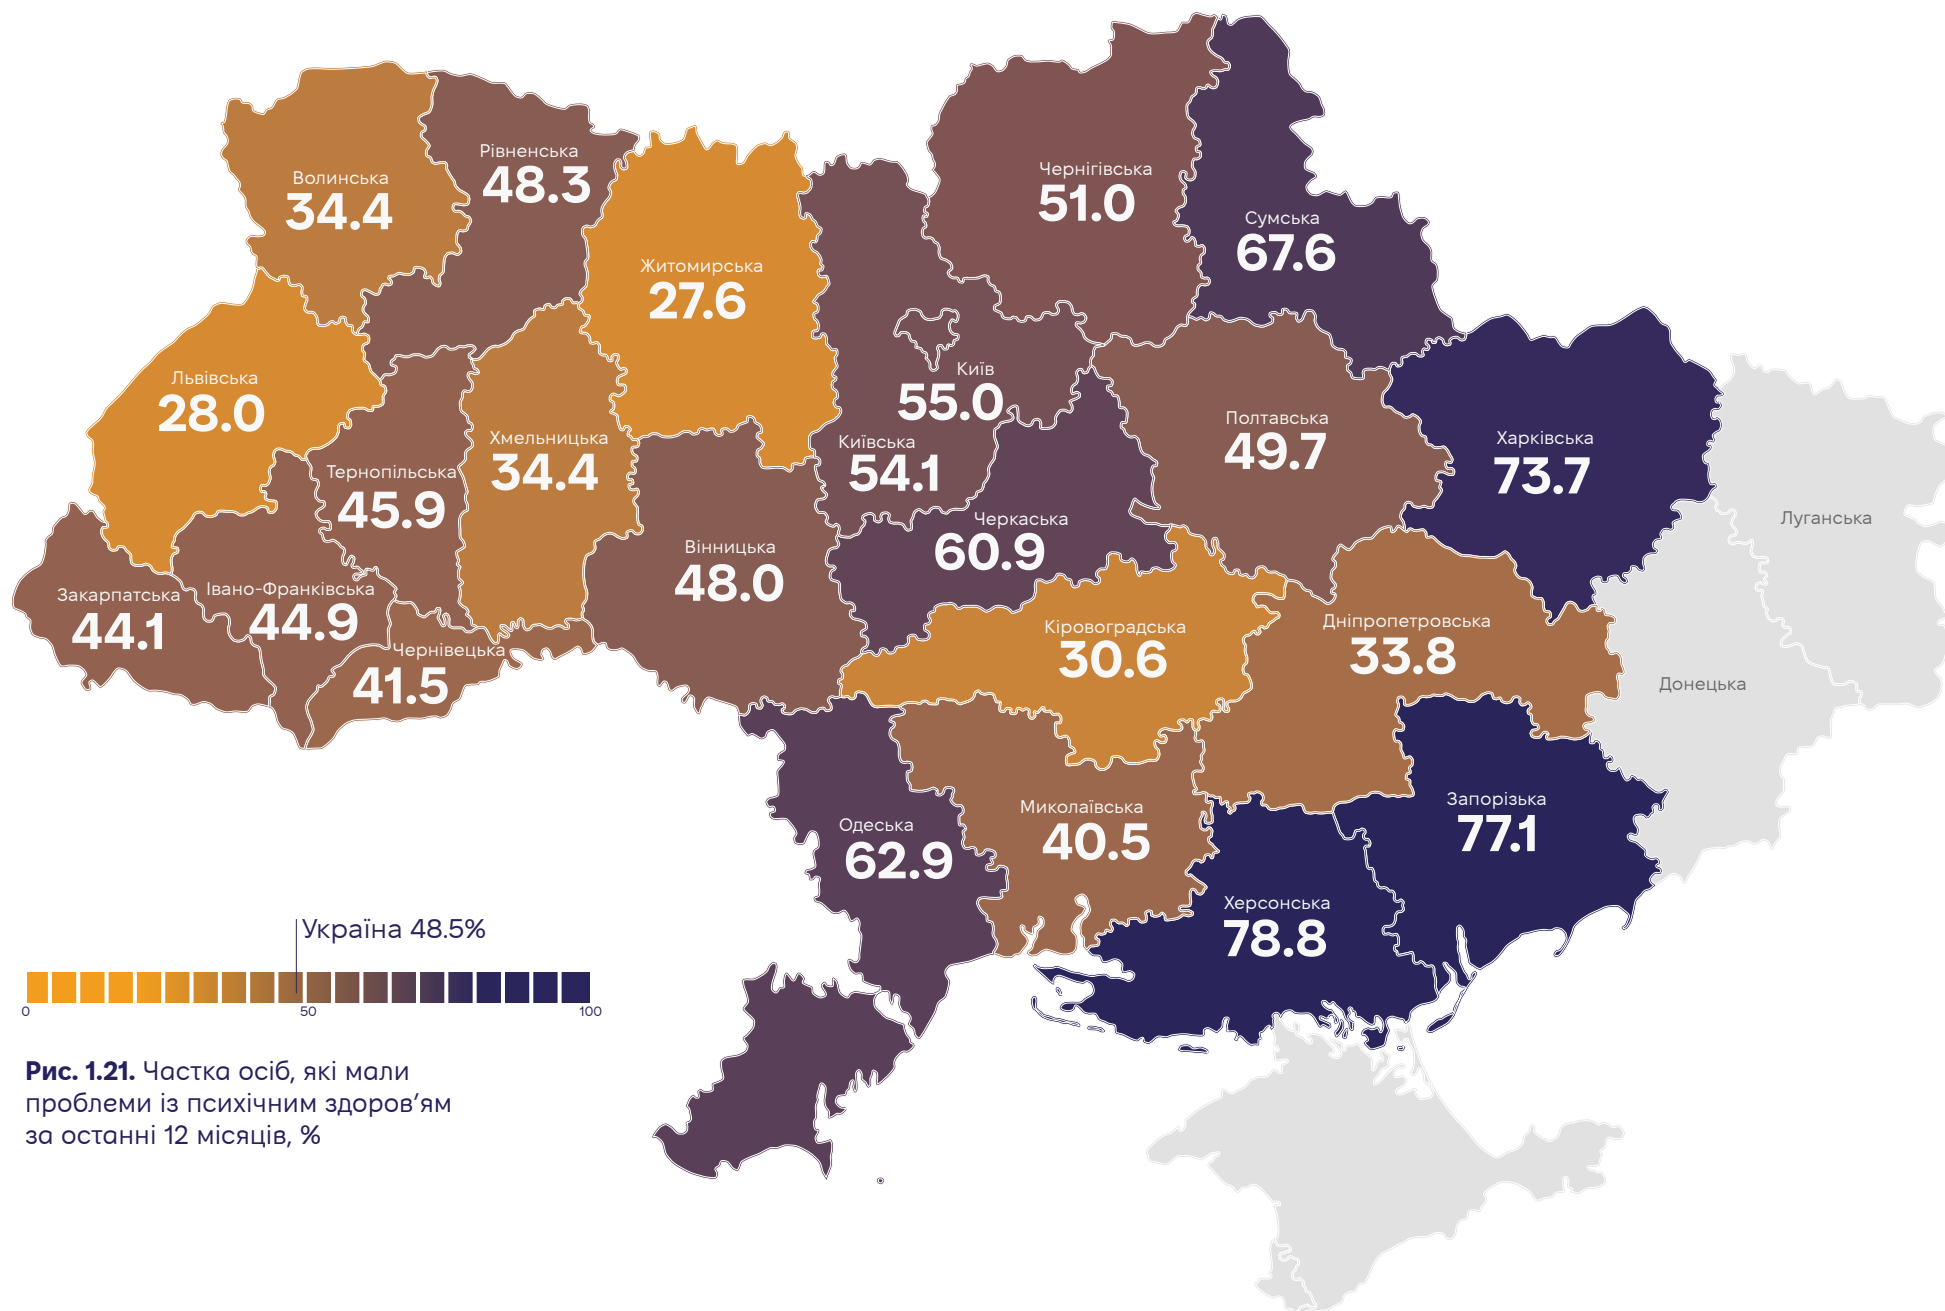 Волинська
34.4
Рівненська
48.3
Житомирська
27.6
Чернігівська
51.0
Сумська
67.6
Львівська
28.0
Тернопільська
45.9
Хмельницька
34.4
Київ
55.0
Київська
54.1
Полтавська
49.7
Харківська
73.7
Луганська
Черкаська
60.9
Вінницька
48.0
Закарпатська
44.1
Івано-Франківська
44.9
Чернівецька
41.5
Кіровоградська
30.6
Дніпропетровська
33.8
Донецька
Миколаївська
40.5
Запорізька
77.1
Одеська
62.9
Херсонська
78.8
Україна 48.5%
0 50 100
Рис. 1.21. Частка осіб, які мали
проблеми із психічним здоров’ям
за останні 12 місяців, %